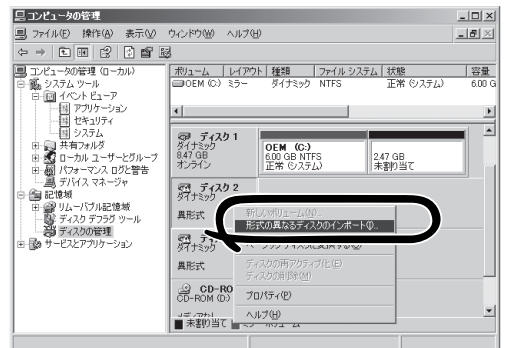 コンピュータの管理
ファイル(F) 操作(A) 表示(V) ウィンドウ(W) ヘルプ(H)
コンピュータの管理 (ローカル)
システム ツール
イベント ビューア
アプリケーション
セキュリティ
システム
共有フォルダ
ローカル ユーザーとグループ
パフォーマンス ログと警告
デバイス マネージャ
記憶域
リムーバブル記憶域
ディスク デフラグ ツール
ディスクの管理
サービスとアプリケーション
ボリューム レイアウト 種類 ファイル システム 状態 容量
OEM (C:) ミラー ダイナミック NTFS 正常 (システム) 6.00 G
ディスク 1
ダイナミック
8.47 GB
オンライン
OEM (C:)
6.00 GB NTFS
正常 (システム)
2.47 GB
未割り当て
ディスク 2
ダイナミック
異形式
新しいボリューム(N)...
形式の異なるディスクのインポート(I)...
ダイナミック
異形式
ディスクの再アクティブ化(E)
ディスクの削除(M)
CD-RO
CD-ROM (D:)
プロパティ(P)
ヘルプ(H)
未割り当て